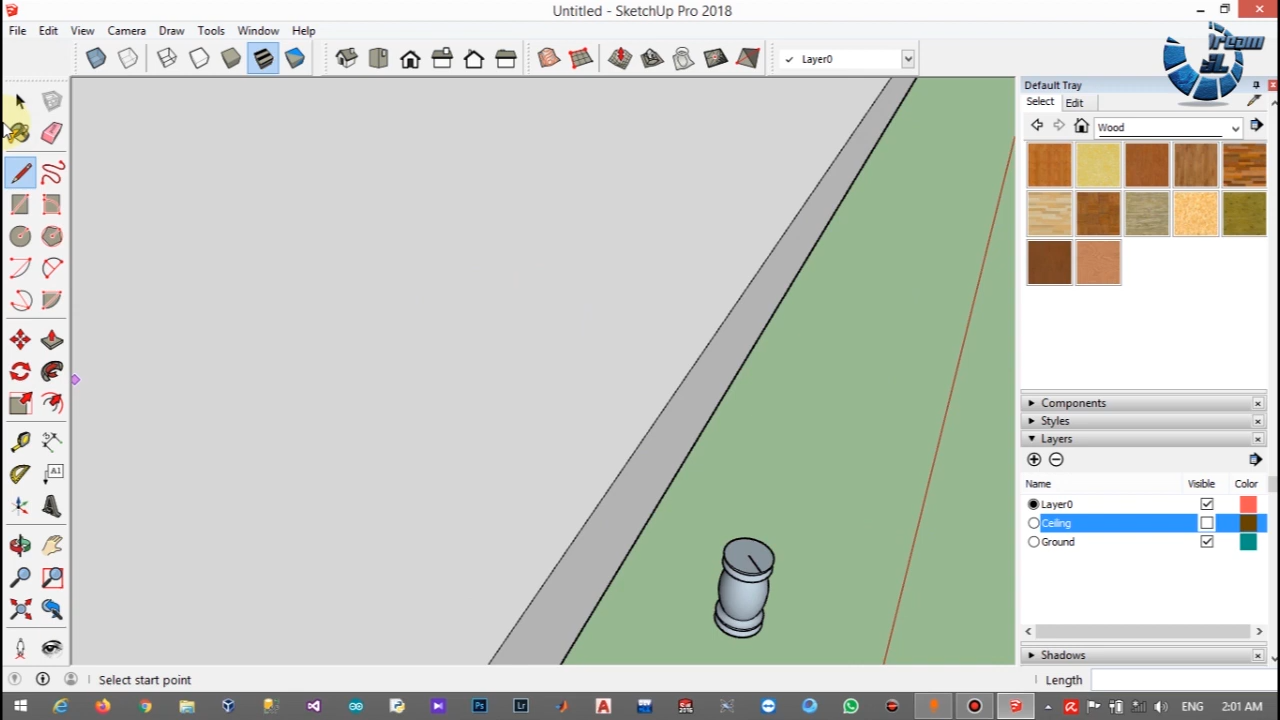 Untitled - SketchUp Pro 2018
File Edit View Camera Draw Tools Window Help
Layer0
Default Tray
Select Edit
Wood
Components
Styles
Layers
Name Visible Color
Layer0
Ceiling
Ground
Shadows
Select start point
Length
ENG 2:01 AM